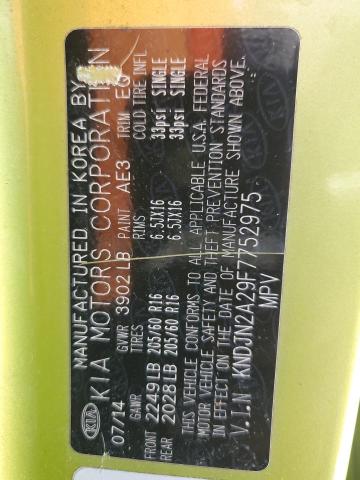 MANUFACTURED IN KOREA BY
KIA KIA MOTORS CORPORATION
07/14 GVWR 3902LB PAINT AE3 TRIM EG
GAWR TIRES RIMS COLD TIRE INFL
FRONT 2249LB 205/60 R16 6.5JX16 33psi SINGLE
REAR 2028LB 205/60 R16 6.5JX16 33psi SINGLE
THIS VEHICLE CONFORMS TO ALL APPLICABLE U.S.A. FEDERAL
MOTOR VEHICLE SAFETY AND THEFT PREVENTION STANDARDS
IN EFFECT ON THE DATE OF MANUFACTURE SHOWN ABOVE.
V.I.N KNDJN2A29F7752975
MPV